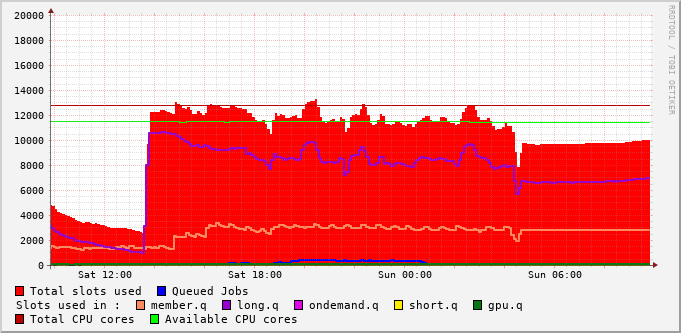 20000
18000
16000
14000
12000
10000
8000
6000
4000
2000
0
Sat 12:00 Sat 18:00 Sun 00:00 Sun 06:00
RRDTOOL / TOBI OETIKER
Total slots used Queued Jobs
Slots used in : member.q long.q ondemand.q short.q gpu.q
Total CPU cores Available CPU cores